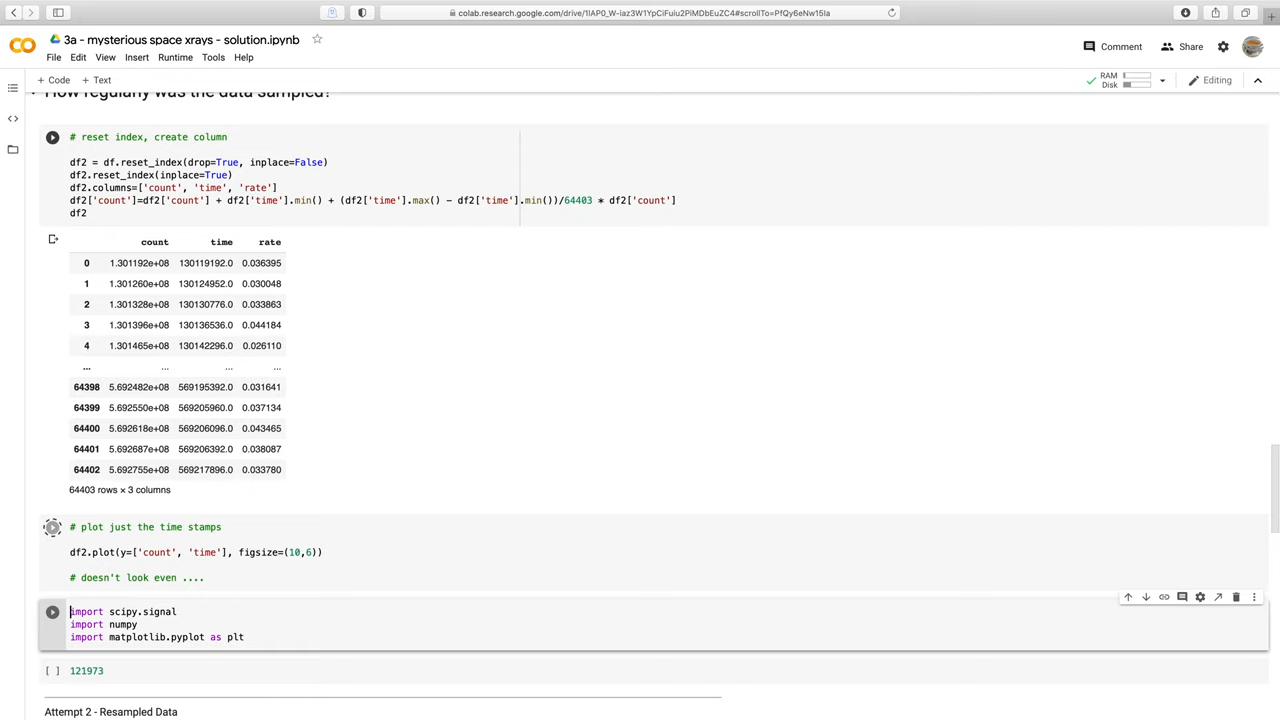 colab.research.google.com/drive/1IAP0_W-iaz3W1YpCiFuiu2PiMDbEuZC4#scrollTo=PfQy6eNw15Ia
3a - mysterious space xrays - solution.ipynb
Comment
Share
File Edit View Insert Runtime Tools Help
+ Code + Text
RAM
Disk
Editing
How regularly was the data sampled?
# reset index, create column
df2 = df.reset_index(drop=True, inplace=False)
df2.reset_index(inplace=True)
df2.columns=['count', 'time', 'rate']
df2['count']=df2['count'] + df2['time'].min() + (df2['time'].max() - df2['time'].min())/64403 * df2['count']
df2
count time rate
0 1.301192e+08 130119192.0 0.036395
1 1.301260e+08 130124952.0 0.030048
2 1.301328e+08 130130776.0 0.033863
3 1.301396e+08 130136536.0 0.044184
4 1.301465e+08 130142296.0 0.026110
... ... ... ...
64398 5.692482e+08 569195392.0 0.031641
64399 5.692550e+08 569205960.0 0.037134
64400 5.692618e+08 569206096.0 0.043465
64401 5.692687e+08 569206392.0 0.038087
64402 5.692755e+08 569217896.0 0.033780
64403 rows × 3 columns
# plot just the time stamps
df2.plot(y=['count', 'time'], figsize=(10,6))
# doesn't look even ....
import scipy.signal
import numpy
import matplotlib.pyplot as plt
[ ] 121973
Attempt 2 - Resampled Data